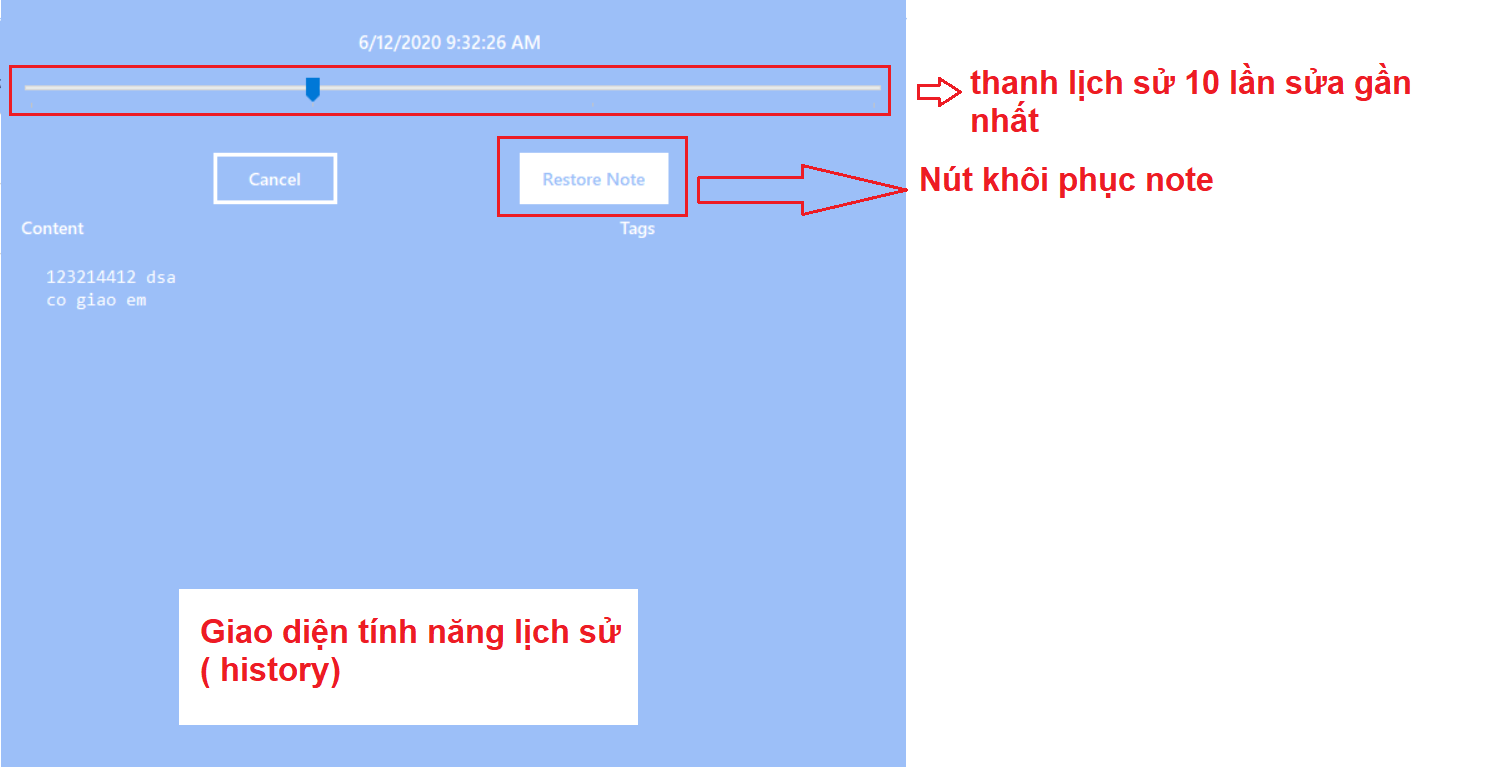 6/12/2020 9:32:26 AM
thanh lịch sử 10 lần sửa gần
nhất
Cancel
Restore Note
Nút khôi phục note
Content
Tags
123214412 dsa
co giao em
Giao diện tính năng lịch sử
( history)